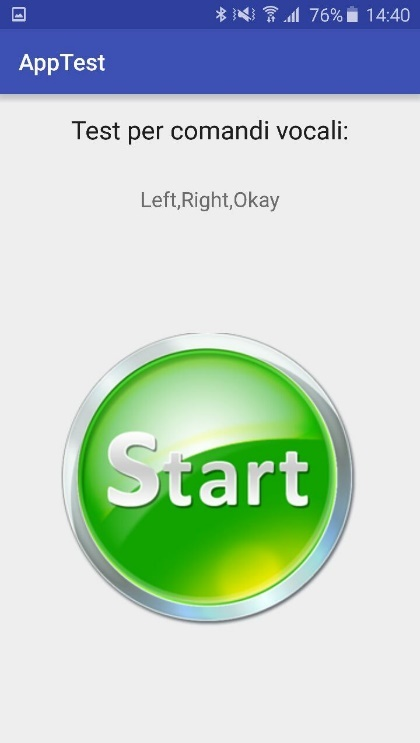 76% 14:40
AppTest
Test per comandi vocali:
Left,Right,Okay
Start